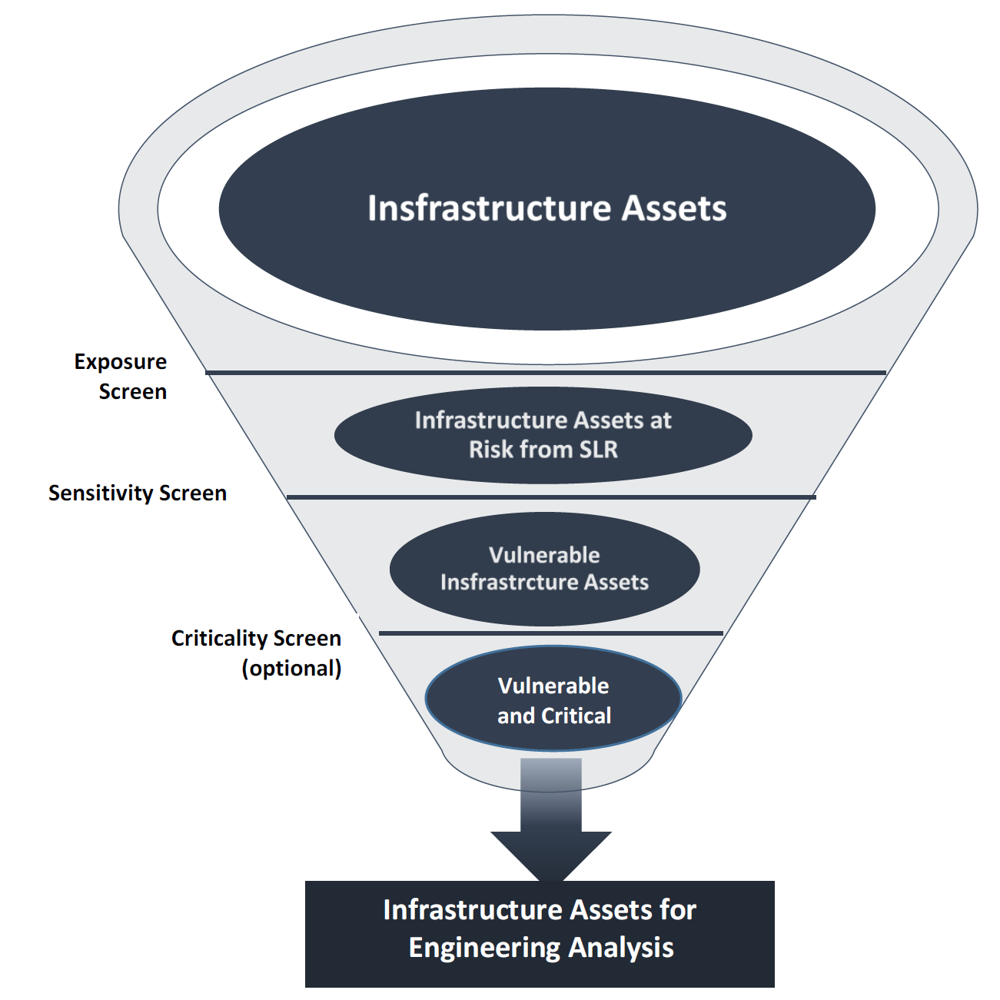 Insfrastructure Assets
Exposure
Screen
Infrastructure Assets at
Risk from SLR
Sensitivity Screen
Vulnerable
Insfrastrcture Assets
Criticality Screen
(optional)
Vulnerable
and Critical
Infrastructure Assets for
Engineering Analysis